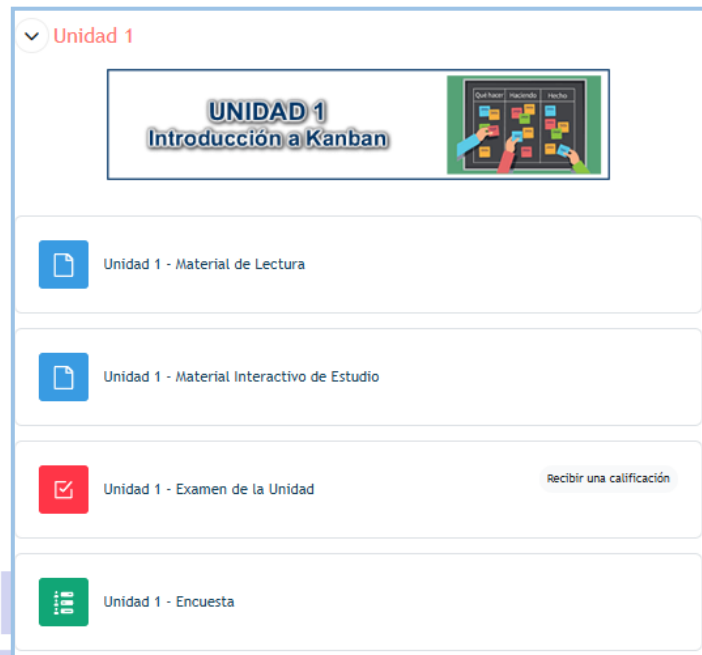 Unidad 1
UNIDAD 1
Introducción a Kanban
Qué hacer Haciendo Hecho
Unidad 1 - Material de Lectura
Unidad 1 - Material Interactivo de Estudio
Unidad 1 - Examen de la Unidad
Recibir una calificación
Unidad 1 - Encuesta